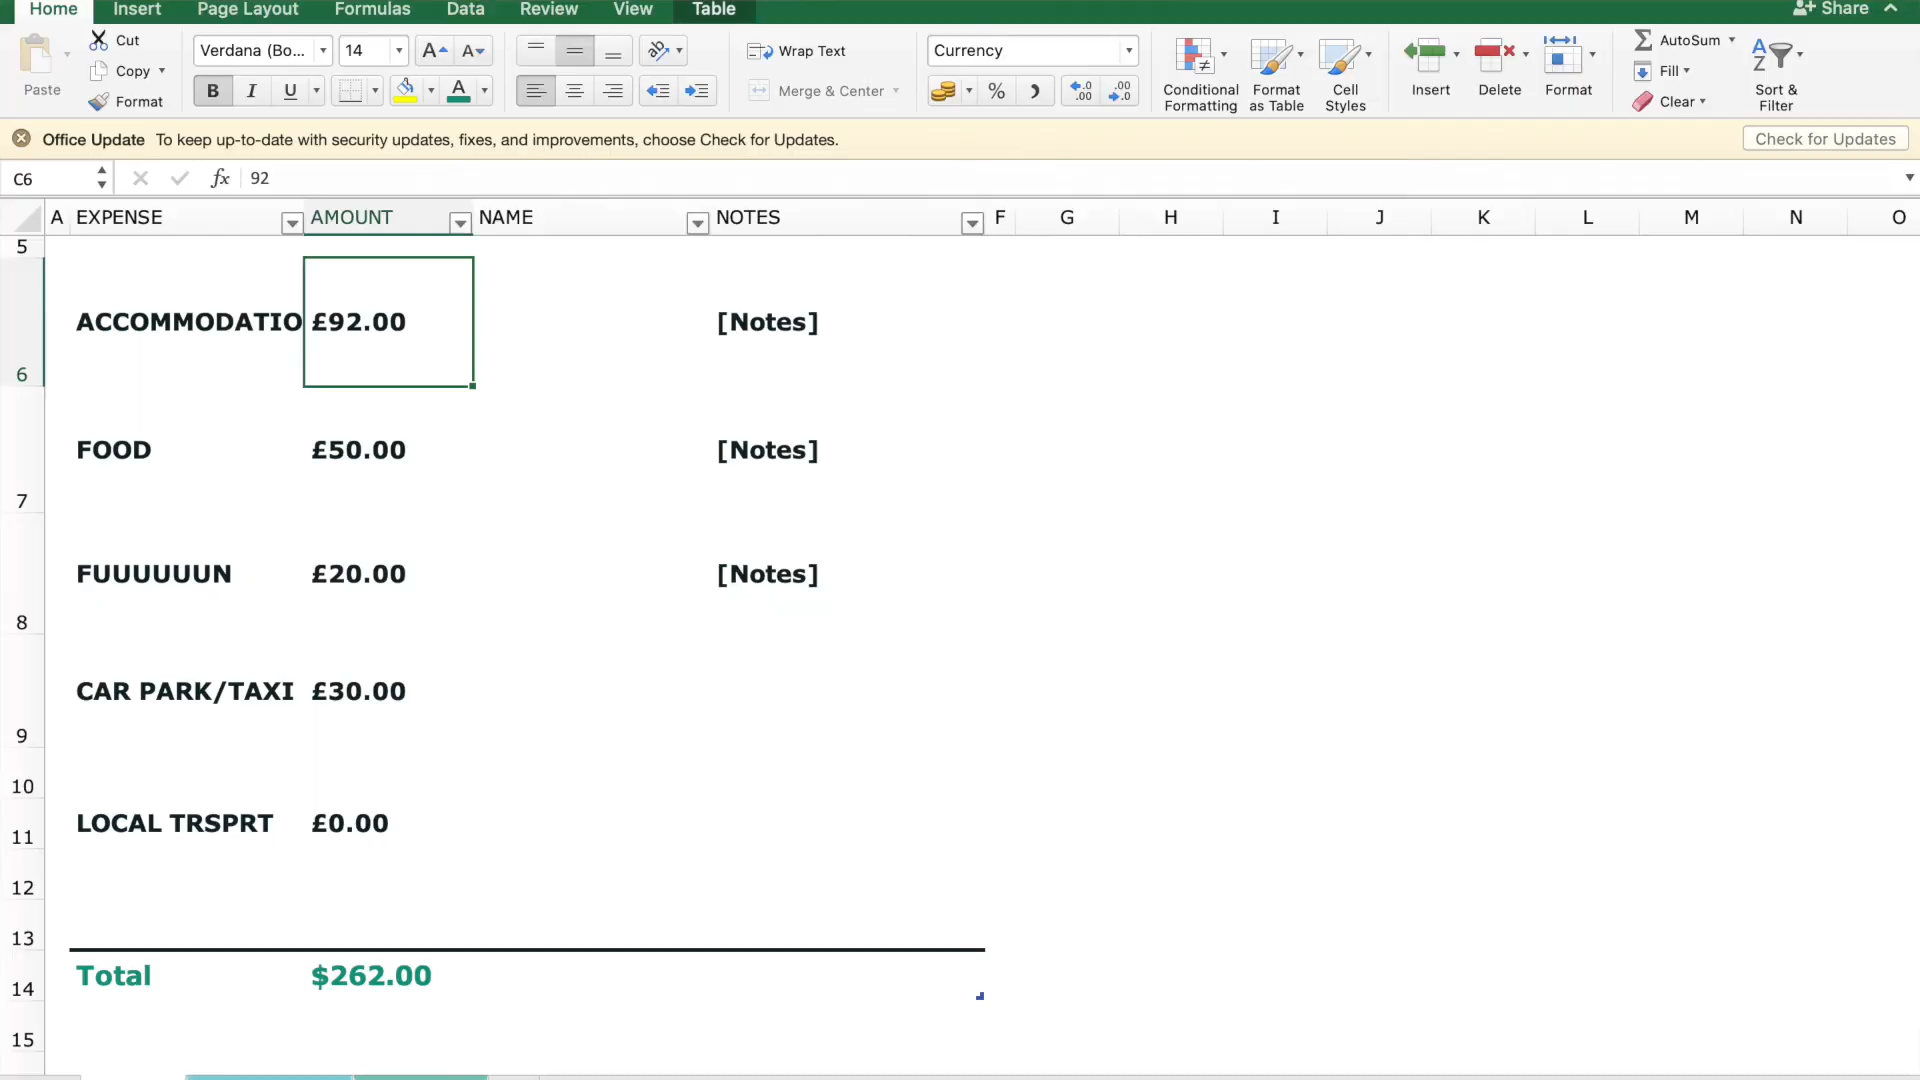 Home Insert Page Layout Formulas Data Review View Table Share
Cut
Copy
Format
Paste
Verdana (Bo... 14 A A
B I U A
Wrap Text
Merge & Center
Currency
% .0 .00 .00 .0
Conditional Formatting
Format as Table
Cell Styles
Insert
Delete
Format
AutoSum
Fill
Clear
A Z
Sort & Filter
Office Update To keep up-to-date with security updates, fixes, and improvements, choose Check for Updates. Check for Updates
C6 fx 92
A EXPENSE AMOUNT NAME NOTES F G H I J K L M N O
5
ACCOMMODATIO £92.00 [Notes]
6
FOOD £50.00 [Notes]
7
FUUUUUUN £20.00 [Notes]
8
CAR PARK/TAXI £30.00
9
10
LOCAL TRSPRT £0.00
11
12
13
Total $262.00
14
15